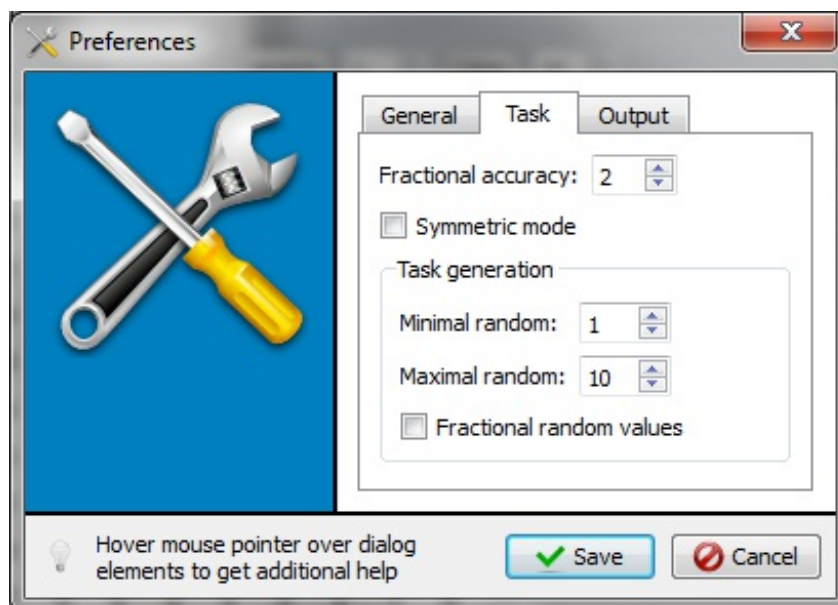 Preferences
General Task Output
Fractional accuracy: 2
Symmetric mode
Task generation
Minimal random: 1
Maximal random: 10
Fractional random values
Hover mouse pointer over dialog
elements to get additional help
Save Cancel